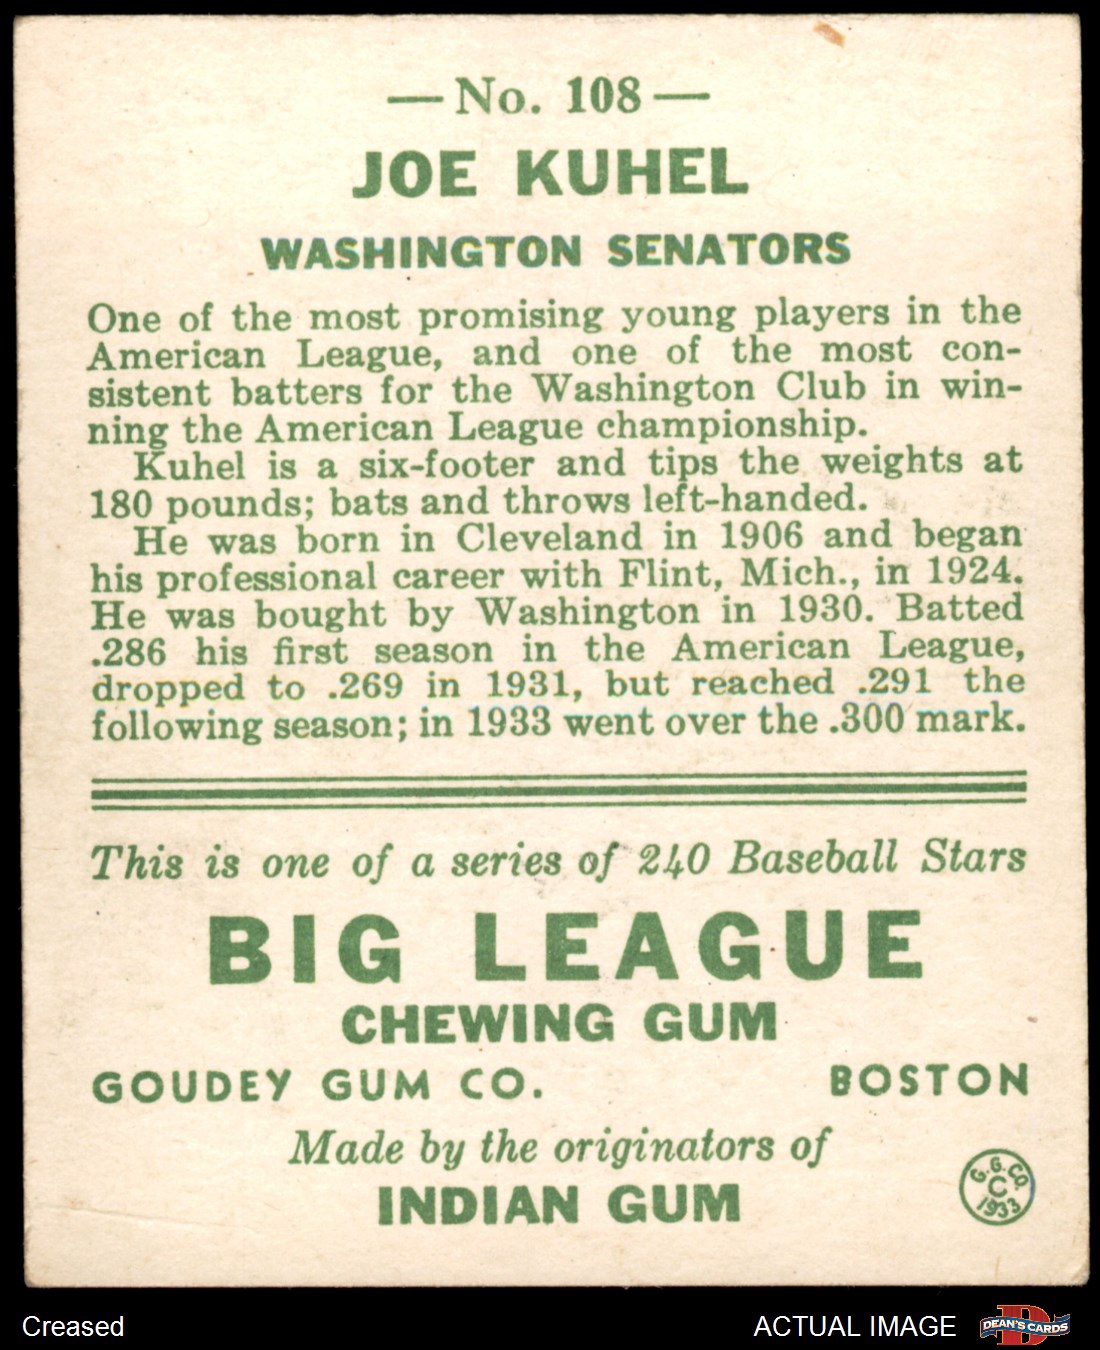 — No. 108 —
JOE KUHEL
WASHINGTON SENATORS
One of the most promising young players in the
American League, and one of the most con-
sistent batters for the Washington Club in win-
ning the American League championship.
Kuhel is a six-footer and tips the weights at
180 pounds; bats and throws left-handed.
He was born in Cleveland in 1906 and began
his professional career with Flint, Mich., in 1924.
He was bought by Washington in 1930. Batted
.286 his first season in the American League,
dropped to .269 in 1931, but reached .291 the
following season; in 1933 went over the .300 mark.
This is one of a series of 240 Baseball Stars
BIG LEAGUE
CHEWING GUM
GOUDEY GUM CO. BOSTON
Made by the originators of
INDIAN GUM
G. G. CO.
C.
1933
Creased
ACTUAL IMAGE
DEAN'S CARDS